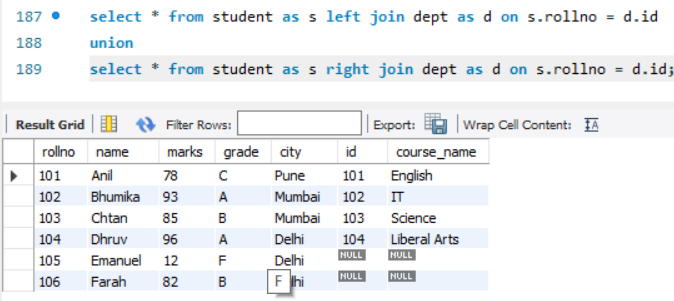 187 select * from student as s left join dept as d on s.rollno = d.id
188 union
189 select * from student as s right join dept as d on s.rollno = d.id;
Result Grid Filter Rows: Export: Wrap Cell Content: IA
rollno name marks grade city id course_name
101 Anil 78 C Pune 101 English
102 Bhumika 93 A Mumbai 102 IT
103 Chtan 85 B Mumbai 103 Science
104 Dhruv 96 A Delhi 104 Liberal Arts
105 Emanuel 12 F Delhi NULL NULL
106 Farah 82 B F hi NULL NULL